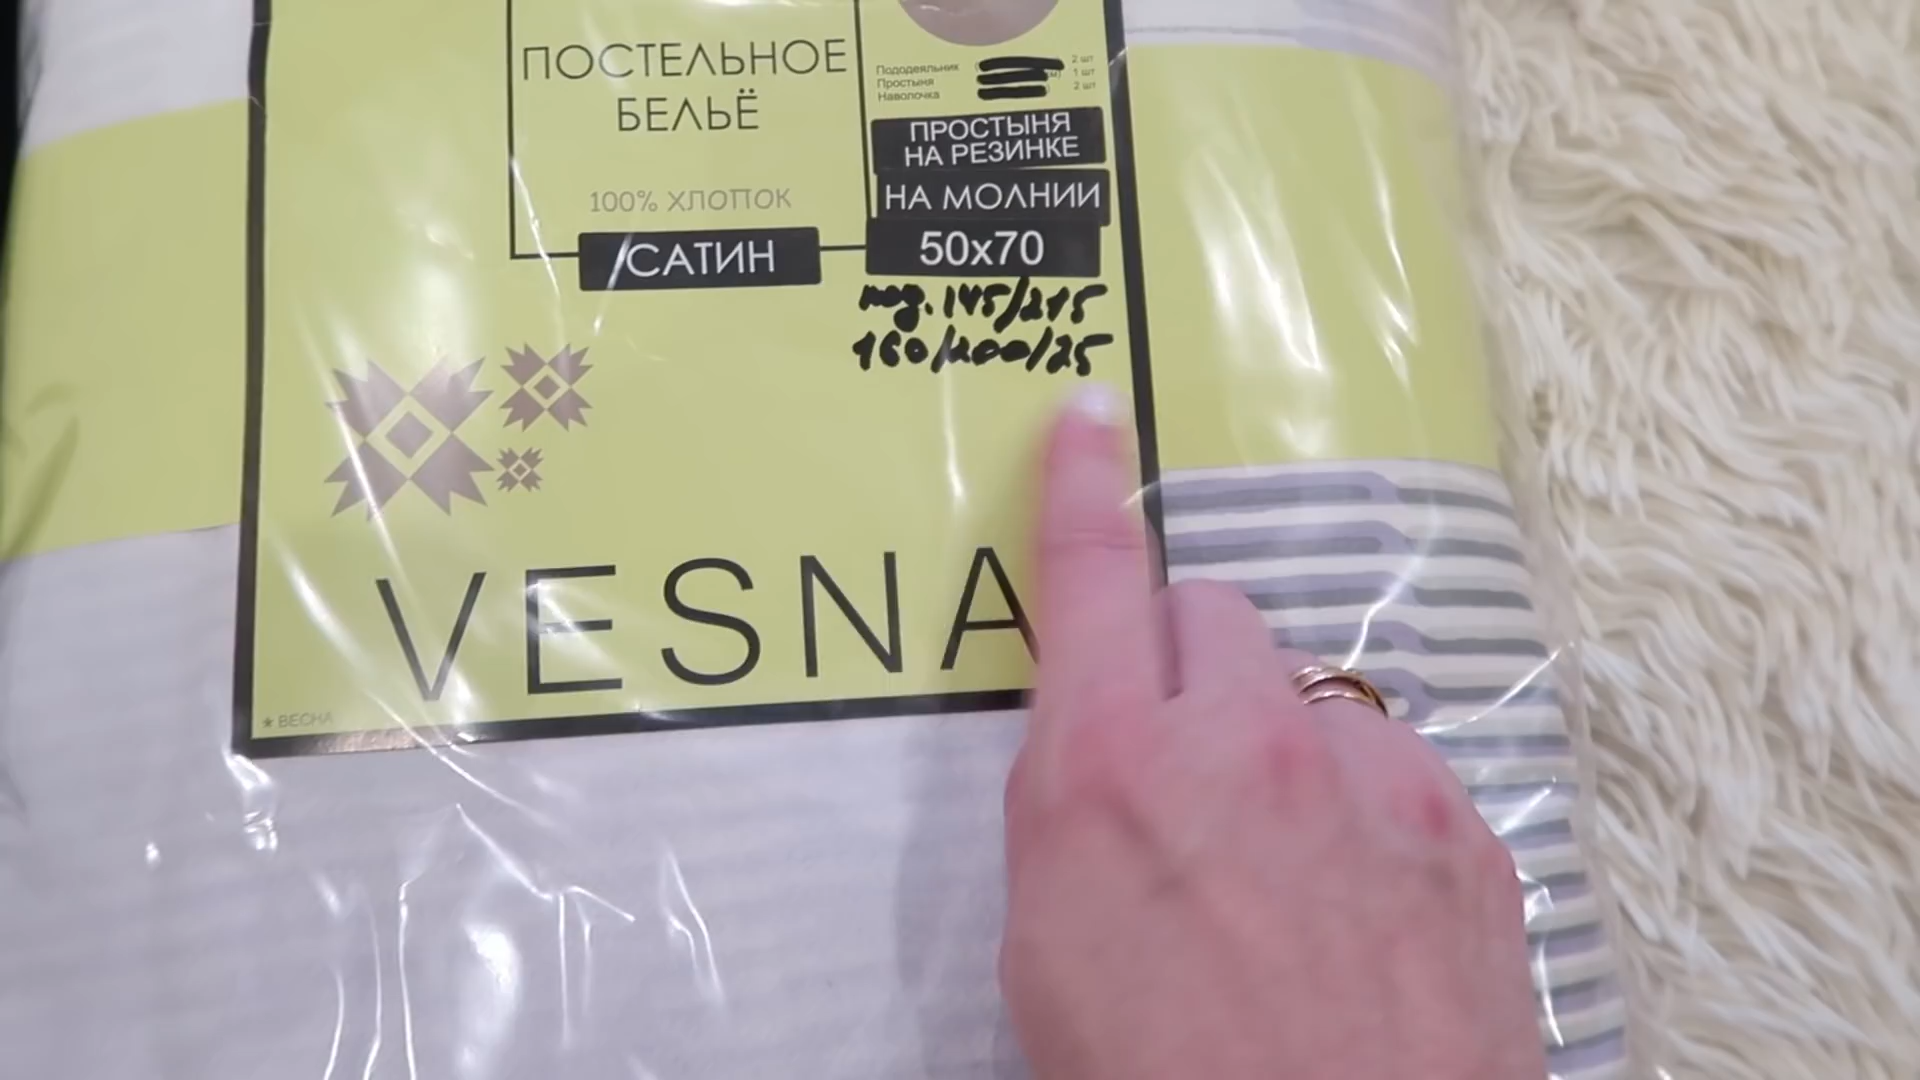 ПОСТЕЛЬНОЕ
БЕЛЬЁ
100% ХЛОПОК
САТИН
Пододеяльник 2 шт
Простыня 1 шт
Наволочка 2 шт
ПРОСТЫНЯ
НА РЕЗИНКЕ
НА МОЛНИИ
50x70
под. 145/215
160/200/25
VESNA
* ВЕСНА